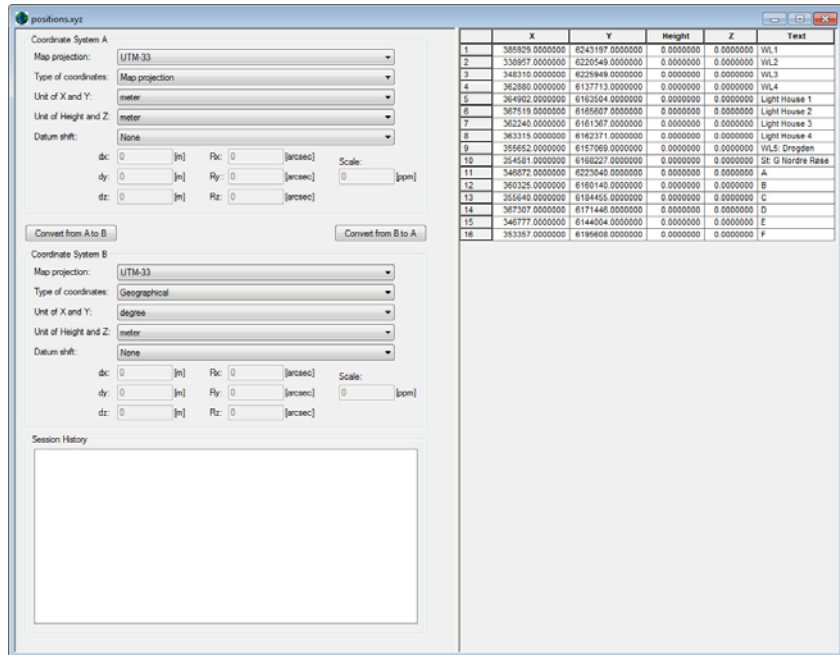 positions.xyz
Coordinate System A
Map projection: UTM-33
Type of coordinates: Map projection
Unit of X and Y: meter
Unit of Height and Z: meter
Datum shift: None
dx: 0 [m] Rx: 0 [arcsec] Scale:
dy: 0 [m] Ry: 0 [arcsec] 0 [ppm]
dz: 0 [m] Rz: 0 [arcsec]
Convert from A to B Convert from B to A
Coordinate System B
Map projection: UTM-33
Type of coordinates: Geographical
Unit of X and Y: degree
Unit of Height and Z: meter
Datum shift: None
dx: 0 [m] Rx: 0 [arcsec] Scale:
dy: 0 [m] Ry: 0 [arcsec] 0 [ppm]
dz: 0 [m] Rz: 0 [arcsec]
Session History
X Y Height Z Text
1 385929.0000000 6243197.0000000 0.0000000 0.0000000 WL1
2 338957.0000000 6220549.0000000 0.0000000 0.0000000 WL2
3 348310.0000000 6225949.0000000 0.0000000 0.0000000 WL3
4 362880.0000000 6137713.0000000 0.0000000 0.0000000 WL4
5 364902.0000000 6163504.0000000 0.0000000 0.0000000 Light House 1
6 367519.0000000 6165607.0000000 0.0000000 0.0000000 Light House 2
7 362240.0000000 6161367.0000000 0.0000000 0.0000000 Light House 3
8 363315.0000000 6162371.0000000 0.0000000 0.0000000 Light House 4
9 355652.0000000 6157069.0000000 0.0000000 0.0000000 WL5: Drogden
10 354581.0000000 6168227.0000000 0.0000000 0.0000000 St: G Nordre Røse
11 346872.0000000 6223040.0000000 0.0000000 0.0000000 A
12 360325.0000000 6160140.0000000 0.0000000 0.0000000 B
13 355640.0000000 6184455.0000000 0.0000000 0.0000000 C
14 367307.0000000 6171446.0000000 0.0000000 0.0000000 D
15 346777.0000000 6144004.0000000 0.0000000 0.0000000 E
16 353357.0000000 6195608.0000000 0.0000000 0.0000000 F